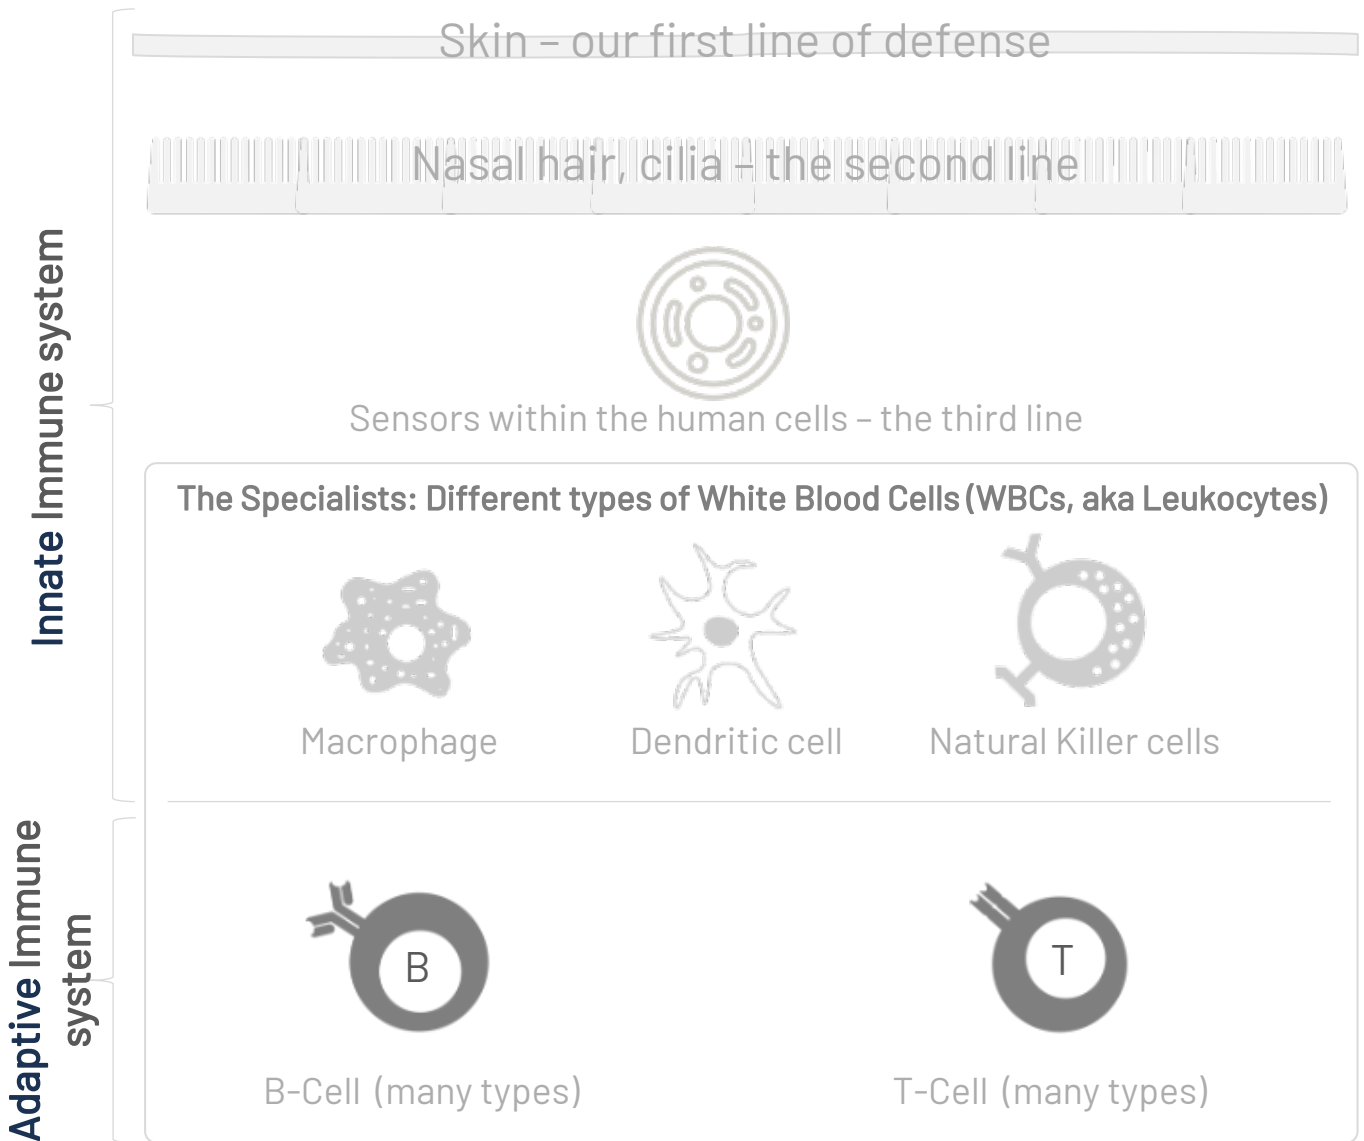 Skin – our first line of defense
Nasal hair, cilia – the second line
Innate Immune system
Sensors within the human cells – the third line
The Specialists: Different types of White Blood Cells (WBCs, aka Leukocytes)
Macrophage
Dendritic cell
Natural Killer cells
Adaptive Immune
system
B
T
B-Cell (many types)
T-Cell (many types)